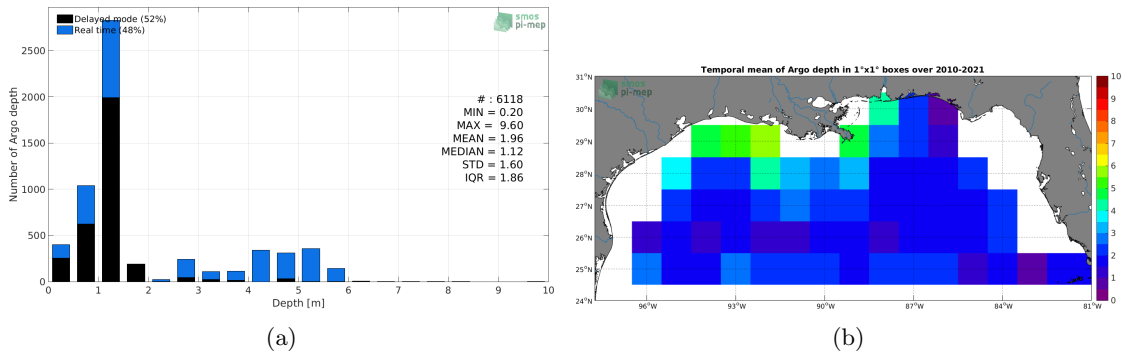 Delayed mode (52%)
Real time (48%)
smos
pi-mep
Number of Argo depth
2500
2000
1500
1000
500
0
# : 6118
MIN = 0.20
MAX = 9.60
MEAN = 1.96
MEDIAN = 1.12
STD = 1.60
IQR = 1.86
0 1 2 3 4 5 6 7 8 9 10
Depth [m]
(a)
Temporal mean of Argo depth in 1°x1° boxes over 2010-2021
smos
pi-mep
31°N
30°N
29°N
28°N
27°N
26°N
25°N
24°N
96°W 93°W 90°W 87°W 84°W 81°W
10
9
8
7
6
5
4
3
2
1
0
(b)